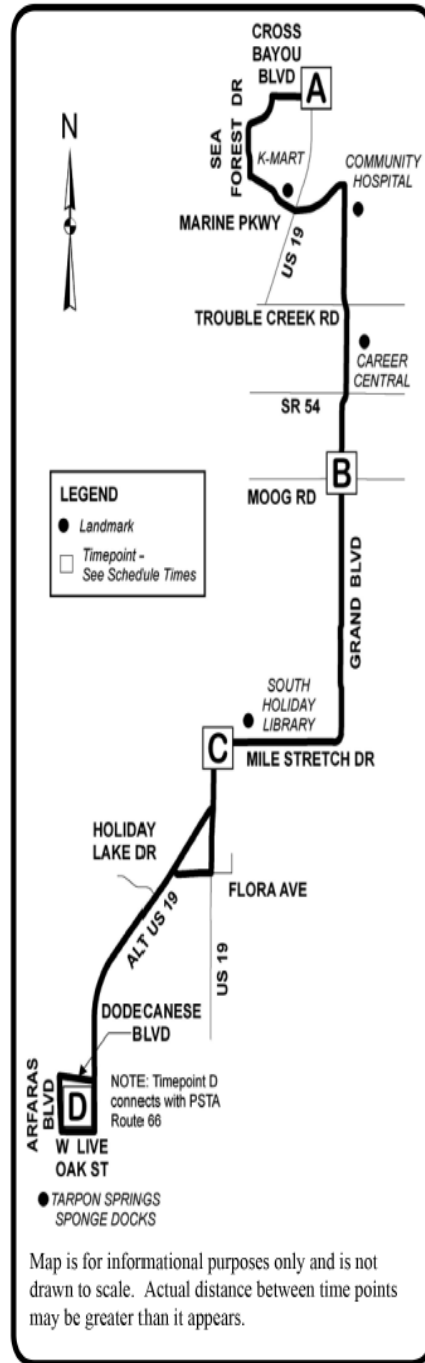 CROSS
BAYOU
BLVD
A
SEA
FOREST DR
N
K-MART
COMMUNITY
HOSPITAL
MARINE PKWY
US 19
TROUBLE CREEK RD
CAREER
CENTRAL
SR 54
B
MOOG RD
LEGEND
Landmark
Timepoint -
See Schedule Times
GRAND BLVD
SOUTH
HOLIDAY
LIBRARY
C
MILE STRETCH DR
HOLIDAY
LAKE DR
FLORA AVE
ALT US 19
US 19
DODECANESE
BLVD
ARFARAS
BLVD
D
NOTE: Timepoint D
connects with PSTA
Route 66
W LIVE
OAK ST
TARPON SPRINGS
SPONGE DOCKS
Map is for informational purposes only and is not
drawn to scale. Actual distance between time points
may be greater than it appears.